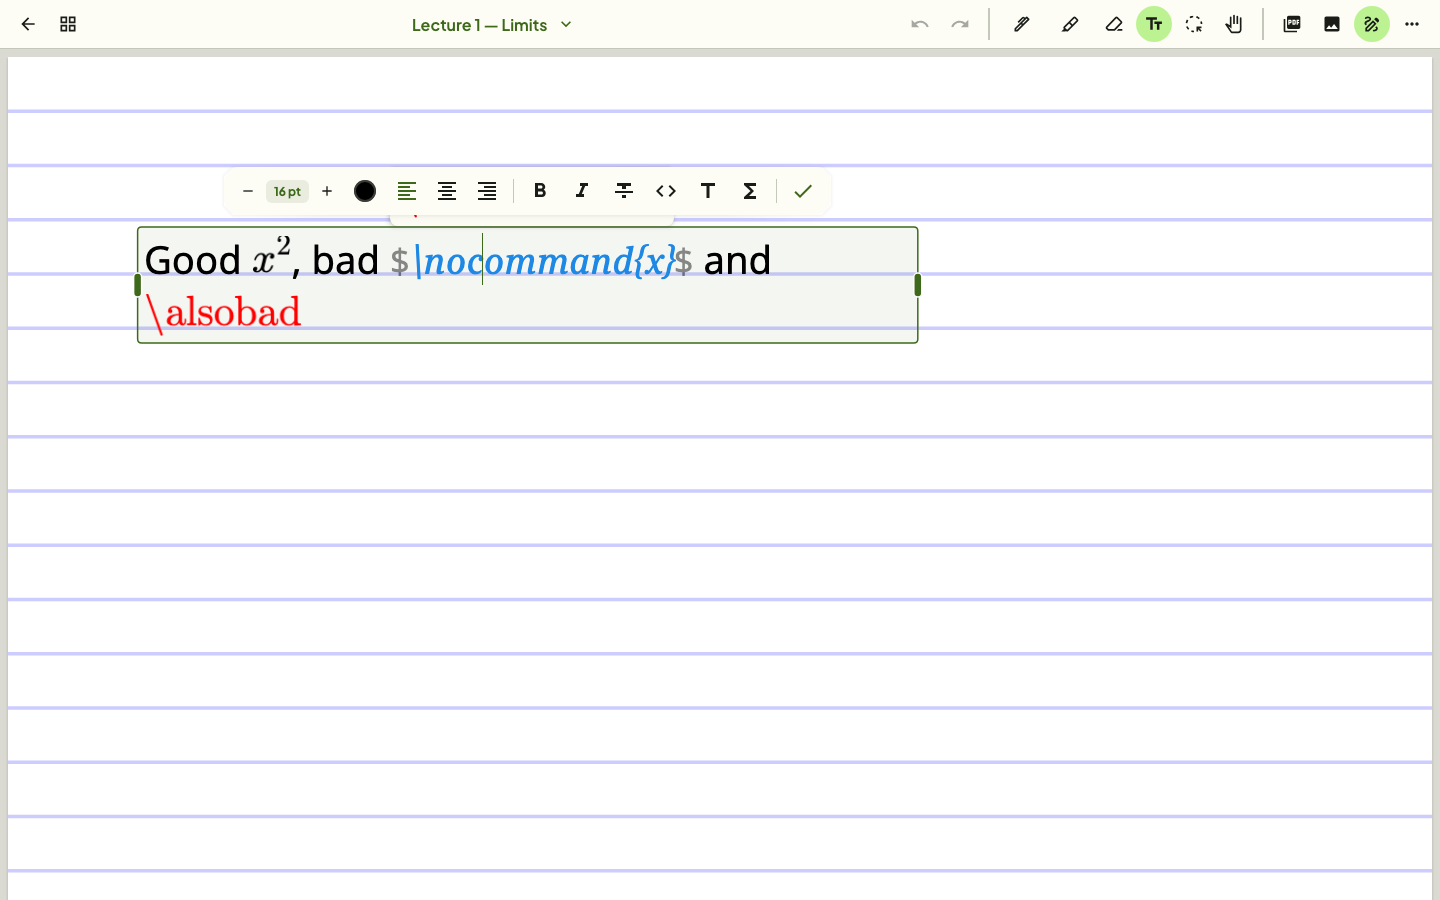 Lecture 1 — Limits
16 pt
Good x², bad $\nocommand{x}$ and
\alsobad